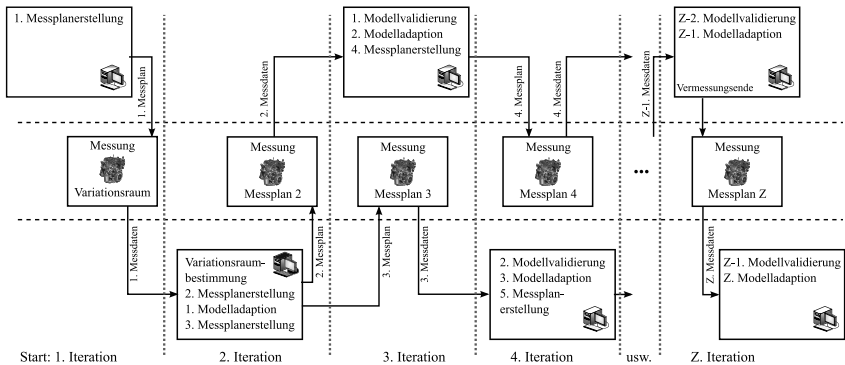 1. Messplanerstellung
1. Messplan
Messung
Variationsraum
1. Messdaten
Variationsraum-
bestimmung
2. Messplanerstellung
1. Modelladaption
3. Messplanerstellung
2. Messplan
Messung
Messplan 2
2. Messdaten
1. Modellvalidierung
2. Modelladaption
4. Messplanerstellung
3. Messplan
Messung
Messplan 3
3. Messdaten
4. Messplan
Messung
Messplan 4
4. Messdaten
2. Modellvalidierung
3. Modelladaption
5. Messplan-
erstellung
...
Z-1. Messdaten
Z-2. Modellvalidierung
Z-1. Modelladaption
Vermessungsende
Messung
Messplan Z
Z. Messdaten
Z-1. Modellvalidierung
Z. Modelladaption
Start: 1. Iteration
2. Iteration
3. Iteration
4. Iteration
usw.
Z. Iteration